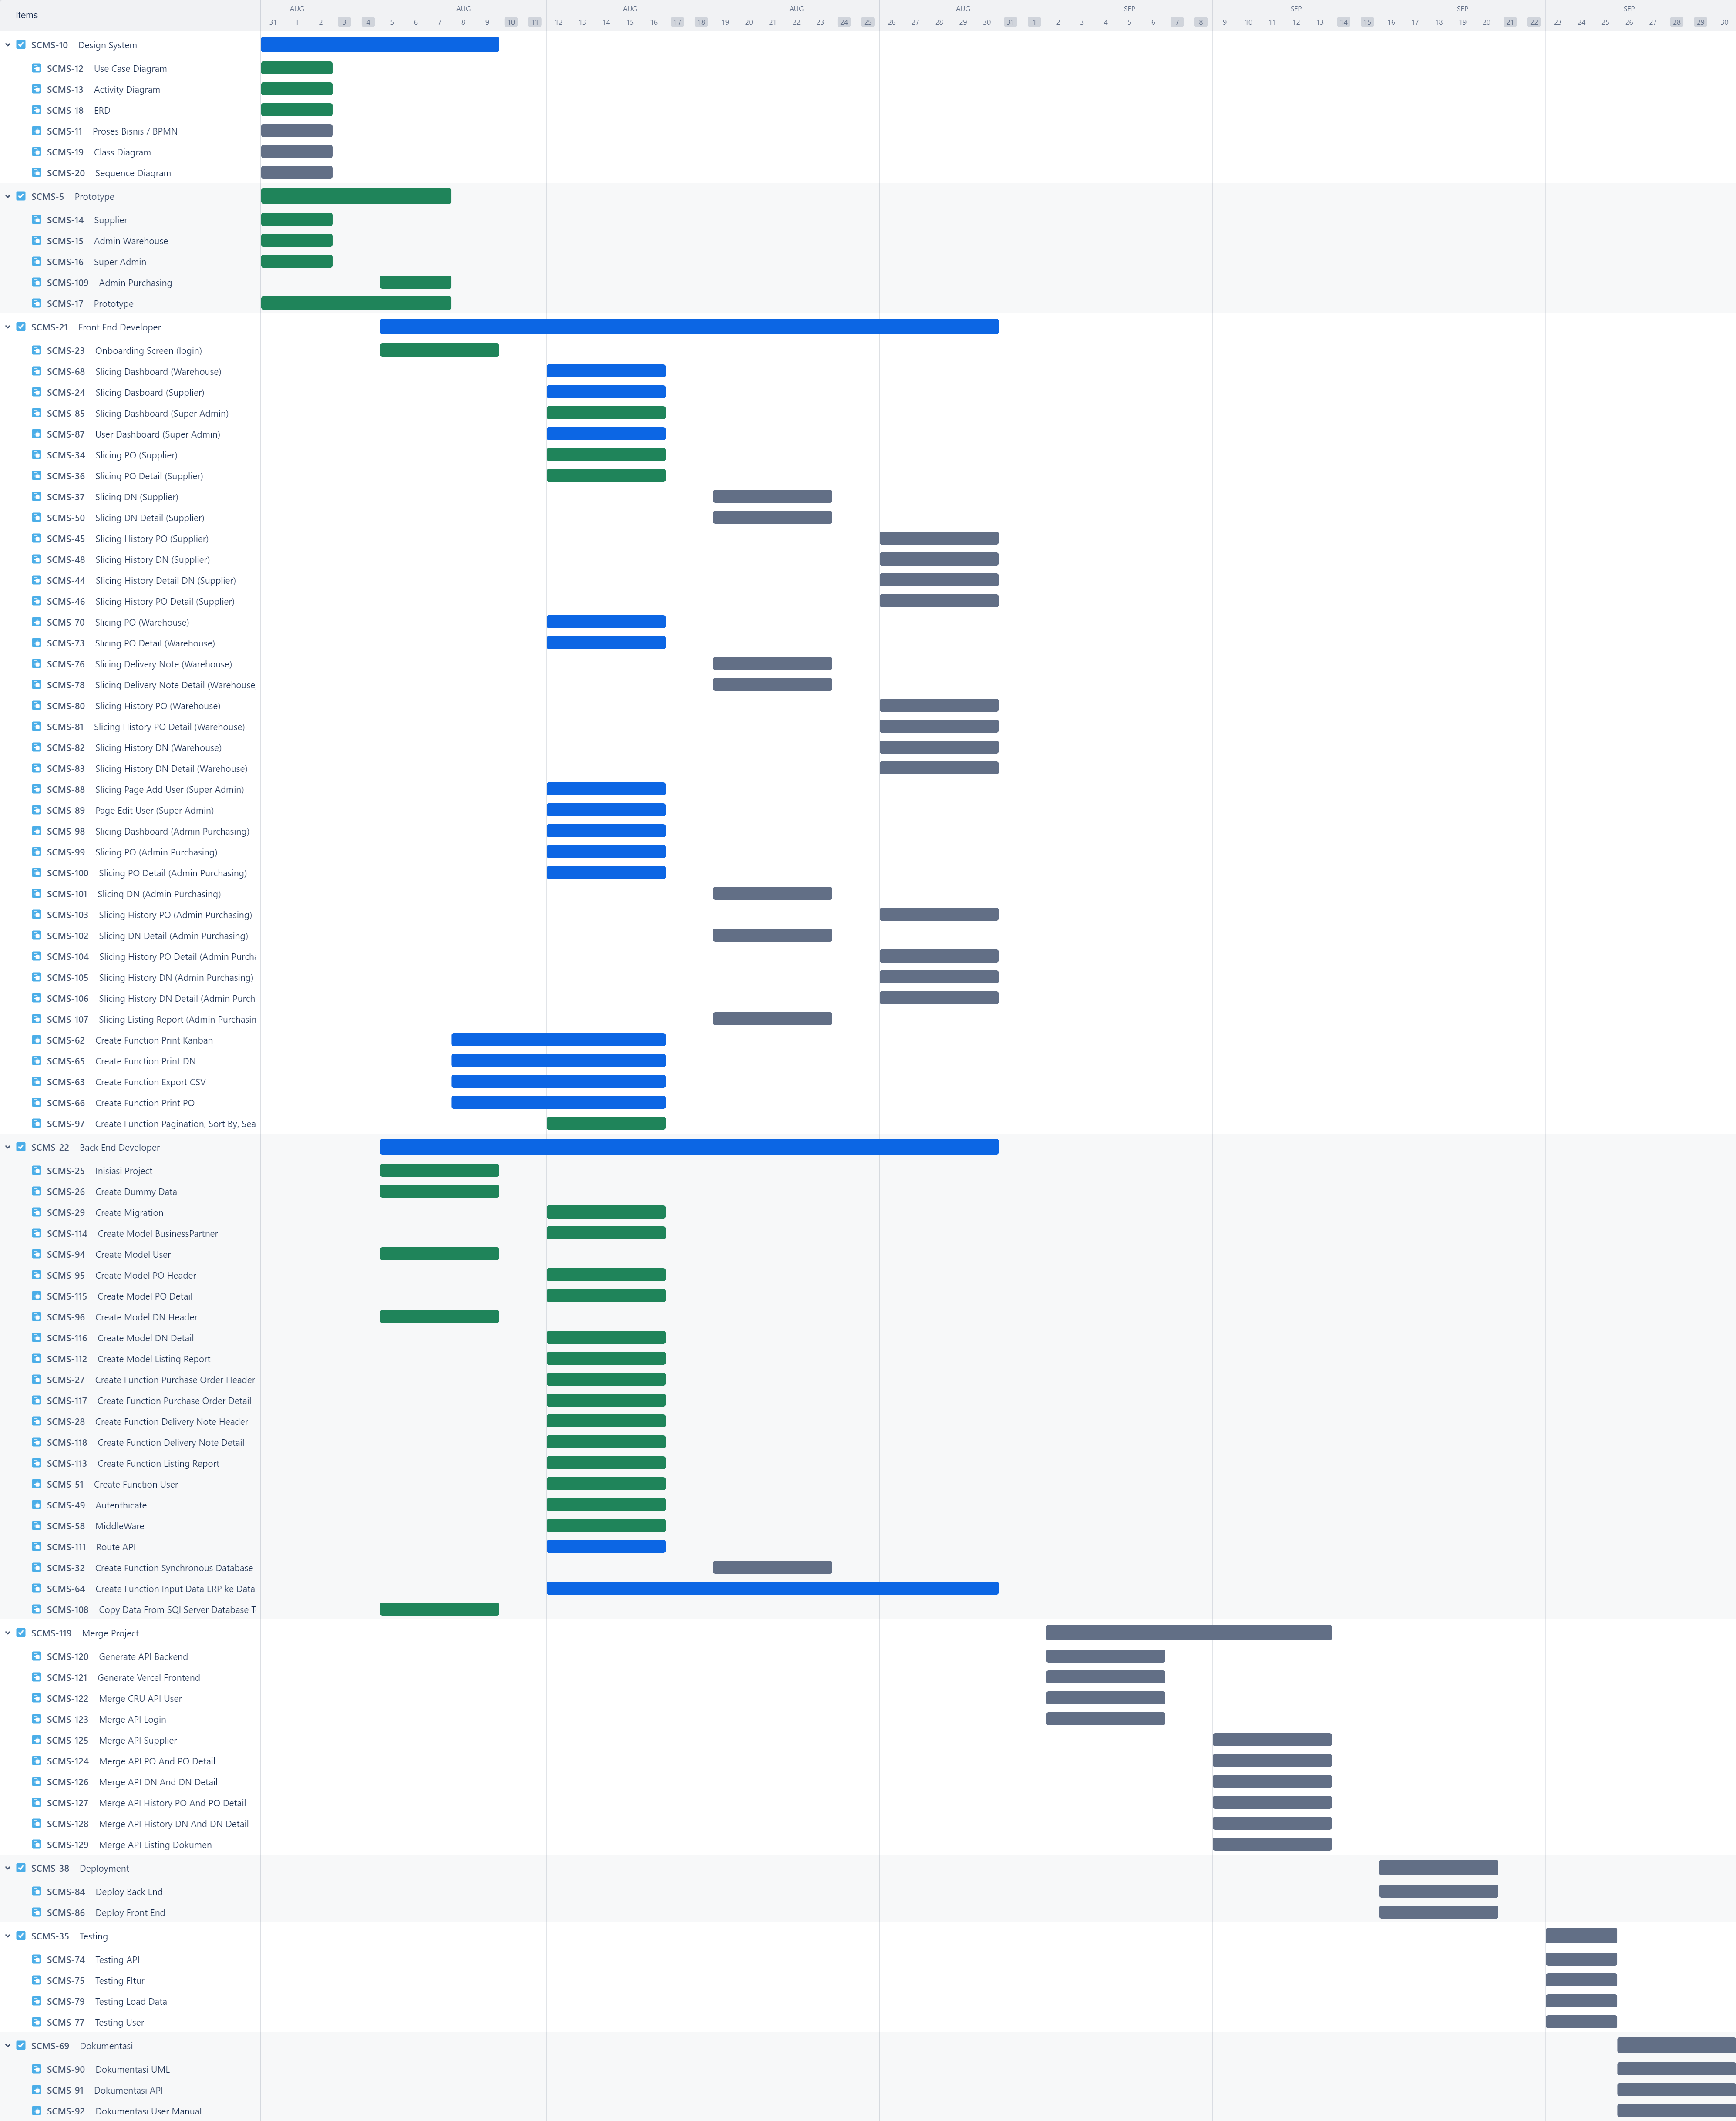 Items
AUG AUG AUG AUG AUG SEP SEP SEP SEP
31 1 2 3 4 5 6 7 8 9 10 11 12 13 14 15 16 17 18 19 20 21 22 23 24 25 26 27 28 29 30 31 1 2 3 4 5 6 7 8 9 10 11 12 13 14 15 16 17 18 19 20 21 22 23 24 25 26 27 28 29 30
SCMS-10 Design System
SCMS-12 Use Case Diagram
SCMS-13 Activity Diagram
SCMS-18 ERD
SCMS-11 Proses Bisnis / BPMN
SCMS-19 Class Diagram
SCMS-20 Sequence Diagram
SCMS-5 Prototype
SCMS-14 Supplier
SCMS-15 Admin Warehouse
SCMS-16 Super Admin
SCMS-109 Admin Purchasing
SCMS-17 Prototype
SCMS-21 Front End Developer
SCMS-23 Onboarding Screen (login)
SCMS-68 Slicing Dashboard (Warehouse)
SCMS-24 Slicing Dasboard (Supplier)
SCMS-85 Slicing Dashboard (Super Admin)
SCMS-87 User Dashboard (Super Admin)
SCMS-34 Slicing PO (Supplier)
SCMS-36 Slicing PO Detail (Supplier)
SCMS-37 Slicing DN (Supplier)
SCMS-50 Slicing DN Detail (Supplier)
SCMS-45 Slicing History PO (Supplier)
SCMS-48 Slicing History DN (Supplier)
SCMS-44 Slicing History Detail DN (Supplier)
SCMS-46 Slicing History PO Detail (Supplier)
SCMS-70 Slicing PO (Warehouse)
SCMS-73 Slicing PO Detail (Warehouse)
SCMS-76 Slicing Delivery Note (Warehouse)
SCMS-78 Slicing Delivery Note Detail (Warehouse
SCMS-80 Slicing History PO (Warehouse)
SCMS-81 Slicing History PO Detail (Warehouse)
SCMS-82 Slicing History DN (Warehouse)
SCMS-83 Slicing History DN Detail (Warehouse)
SCMS-88 Slicing Page Add User (Super Admin)
SCMS-89 Page Edit User (Super Admin)
SCMS-98 Slicing Dashboard (Admin Purchasing)
SCMS-99 Slicing PO (Admin Purchasing)
SCMS-100 Slicing PO Detail (Admin Purchasing)
SCMS-101 Slicing DN (Admin Purchasing)
SCMS-103 Slicing History PO (Admin Purchasing)
SCMS-102 Slicing DN Detail (Admin Purchasing)
SCMS-104 Slicing History PO Detail (Admin Purcha
SCMS-105 Slicing History DN (Admin Purchasing)
SCMS-106 Slicing History DN Detail (Admin Purch
SCMS-107 Slicing Listing Report (Admin Purchasin
SCMS-62 Create Function Print Kanban
SCMS-65 Create Function Print DN
SCMS-63 Create Function Export CSV
SCMS-66 Create Function Print PO
SCMS-97 Create Function Pagination, Sort By, Sea
SCMS-22 Back End Developer
SCMS-25 Inisiasi Project
SCMS-26 Create Dummy Data
SCMS-29 Create Migration
SCMS-114 Create Model BusinessPartner
SCMS-94 Create Model User
SCMS-95 Create Model PO Header
SCMS-115 Create Model PO Detail
SCMS-96 Create Model DN Header
SCMS-116 Create Model DN Detail
SCMS-112 Create Model Listing Report
SCMS-27 Create Function Purchase Order Header
SCMS-117 Create Function Purchase Order Detail
SCMS-28 Create Function Delivery Note Header
SCMS-118 Create Function Delivery Note Detail
SCMS-113 Create Function Listing Report
SCMS-51 Create Function User
SCMS-49 Autenthicate
SCMS-58 MiddleWare
SCMS-111 Route API
SCMS-32 Create Function Synchronous Database
SCMS-64 Create Function Input Data ERP ke Data
SCMS-108 Copy Data From SQl Server Database T
SCMS-119 Merge Project
SCMS-120 Generate API Backend
SCMS-121 Generate Vercel Frontend
SCMS-122 Merge CRU API User
SCMS-123 Merge API Login
SCMS-125 Merge API Supplier
SCMS-124 Merge API PO And PO Detail
SCMS-126 Merge API DN And DN Detail
SCMS-127 Merge API History PO And PO Detail
SCMS-128 Merge API History DN And DN Detail
SCMS-129 Merge API Listing Dokumen
SCMS-38 Deployment
SCMS-84 Deploy Back End
SCMS-86 Deploy Front End
SCMS-35 Testing
SCMS-74 Testing API
SCMS-75 Testing FItur
SCMS-79 Testing Load Data
SCMS-77 Testing User
SCMS-69 Dokumentasi
SCMS-90 Dokumentasi UML
SCMS-91 Dokumentasi API
SCMS-92 Dokumentasi User Manual